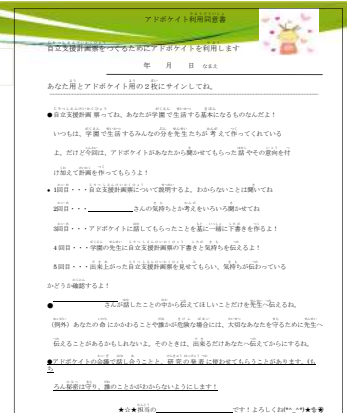 アドボケイト利用同意書
自立支援計画票をつくるためにアドボケイトを利用します
年　　月　　日　なまえ
あなた用とアドボケイト用の２枚にサインしてね。
●自立支援計画票ってね、あなたが学園で生活する基本になるものなんだよ！
いつもは、学園で生活するみんなの分を先生たちが考えて作ってくれている
よ。だけど今回は、アドボケイトがあなたから聞かせてもらった話やその意向を付
け加えて計画を作ってもらうよ！
●１回目・・・自立支援計画票について説明するよ。わからないことは聞いてね
２回目・・・　　　　　さんの気持ちとか考えをいろいろ聞かせてね
３回目・・・アドボケイトに話してもらったことを基に一緒に下書きを作るよ！
４回目・・・学園の先生に自立支援計画票の下書きと気持ちを伝えるよ！
５回目・・・出来上がった自立支援計画票を見せてもらい、気持ちが伝わっている
かどうか確認するよ！
●　　　　　さんが話したことの中から伝えてほしいことだけを先生へ伝えるね。
（例外）あなたの命にかかわることや誰かが危険な場合には、大切なあなたを守るために先生へ
伝えることがあるかもしれないよ。そのときは、出来るだけあなたへ伝えてからにするね。
●アドボケイトの会議で話し合うことと、研究の発表に使わせてもらうことがあります。(も
ち
ろん秘密は守り、誰のことかがわからないようにします！
★☆★担当の　　　　　です！よろしくね(*^_^*)★☆★